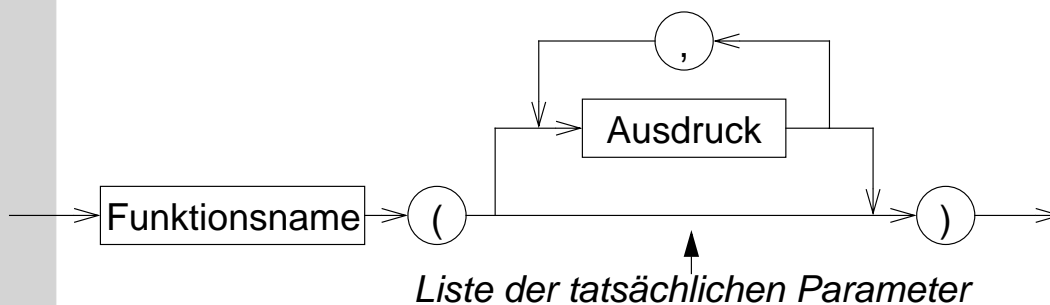 ,
Ausdruck
Funktionsname ( )
Liste der tatsächlichen Parameter